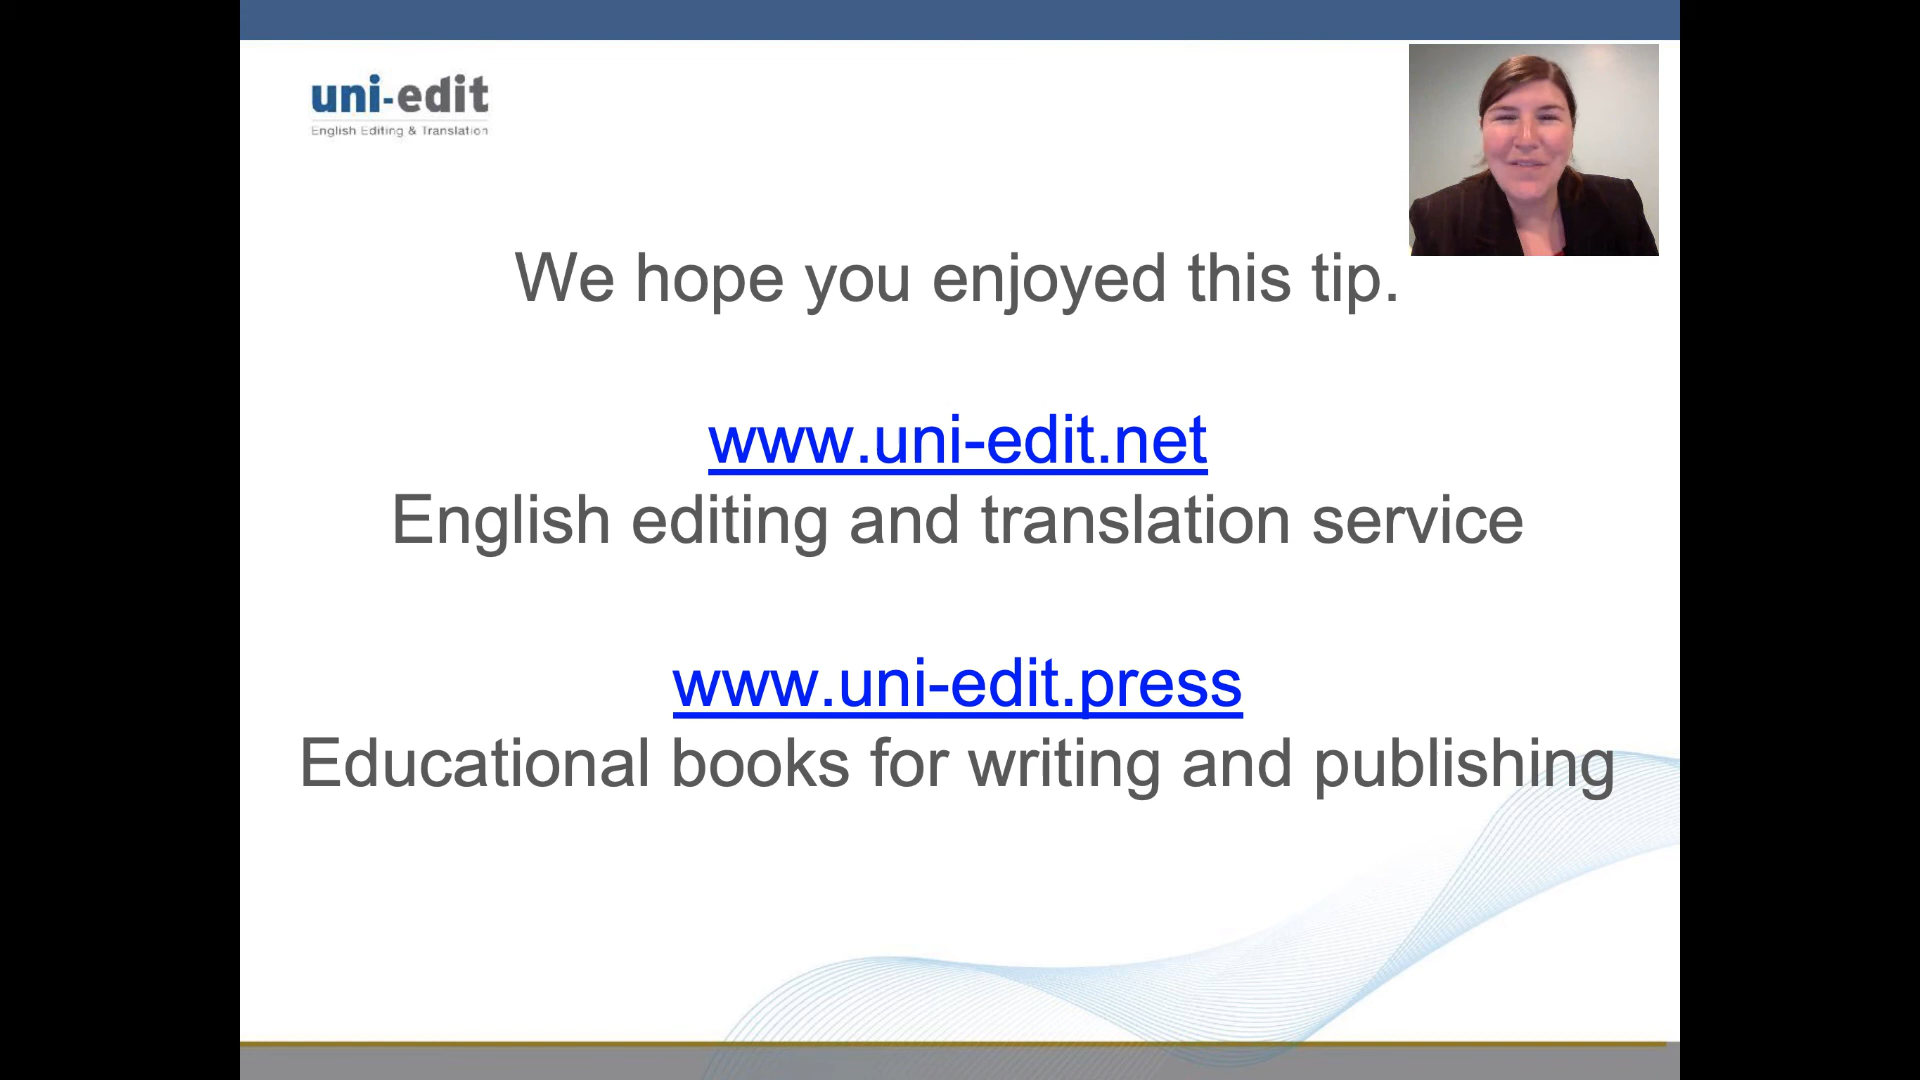 uni-edit
English Editing & Translation
We hope you enjoyed this tip.
www.uni-edit.net
English editing and translation service
www.uni-edit.press
Educational books for writing and publishing